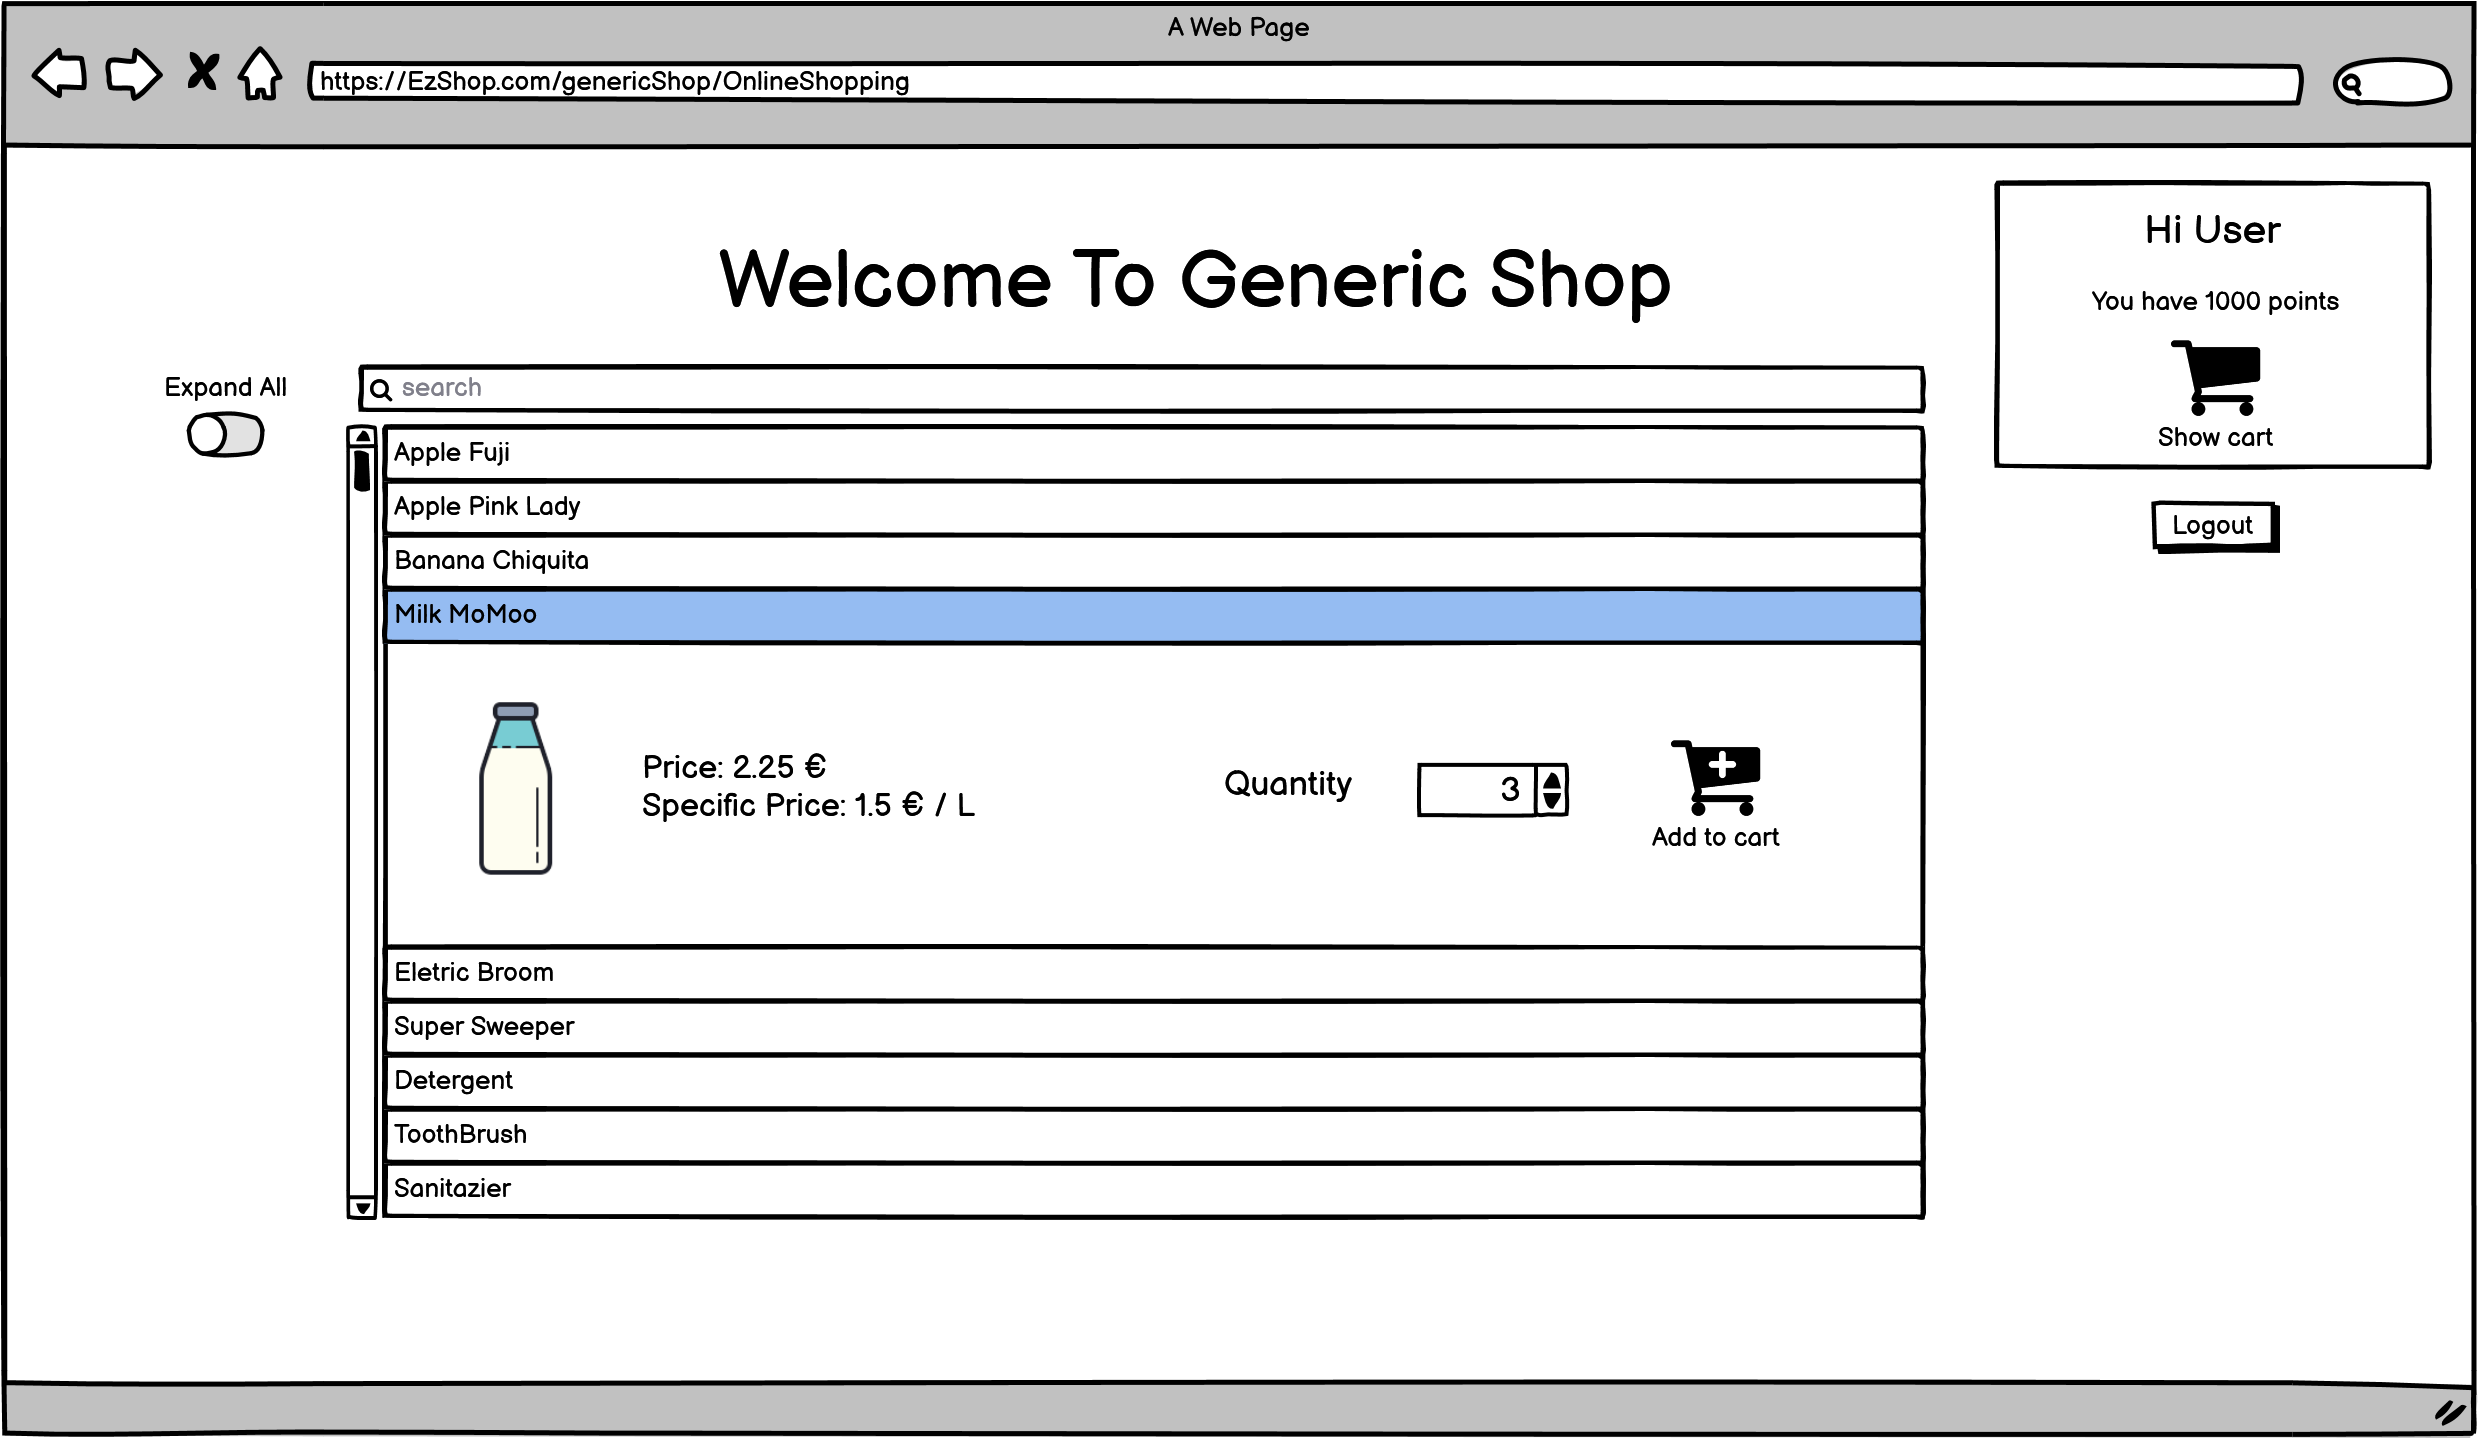 A Web Page
https://EzShop.com/genericShop/OnlineShopping
Hi User
You have 1000 points
Show cart
Logout
Welcome To Generic Shop
Expand All
search
Apple Fuji
Apple Pink Lady
Banana Chiquita
Milk MoMoo
Price: 2.25 €
Specific Price: 1.5 € / L
Quantity
3
Add to cart
Eletric Broom
Super Sweeper
Detergent
ToothBrush
Sanitazier